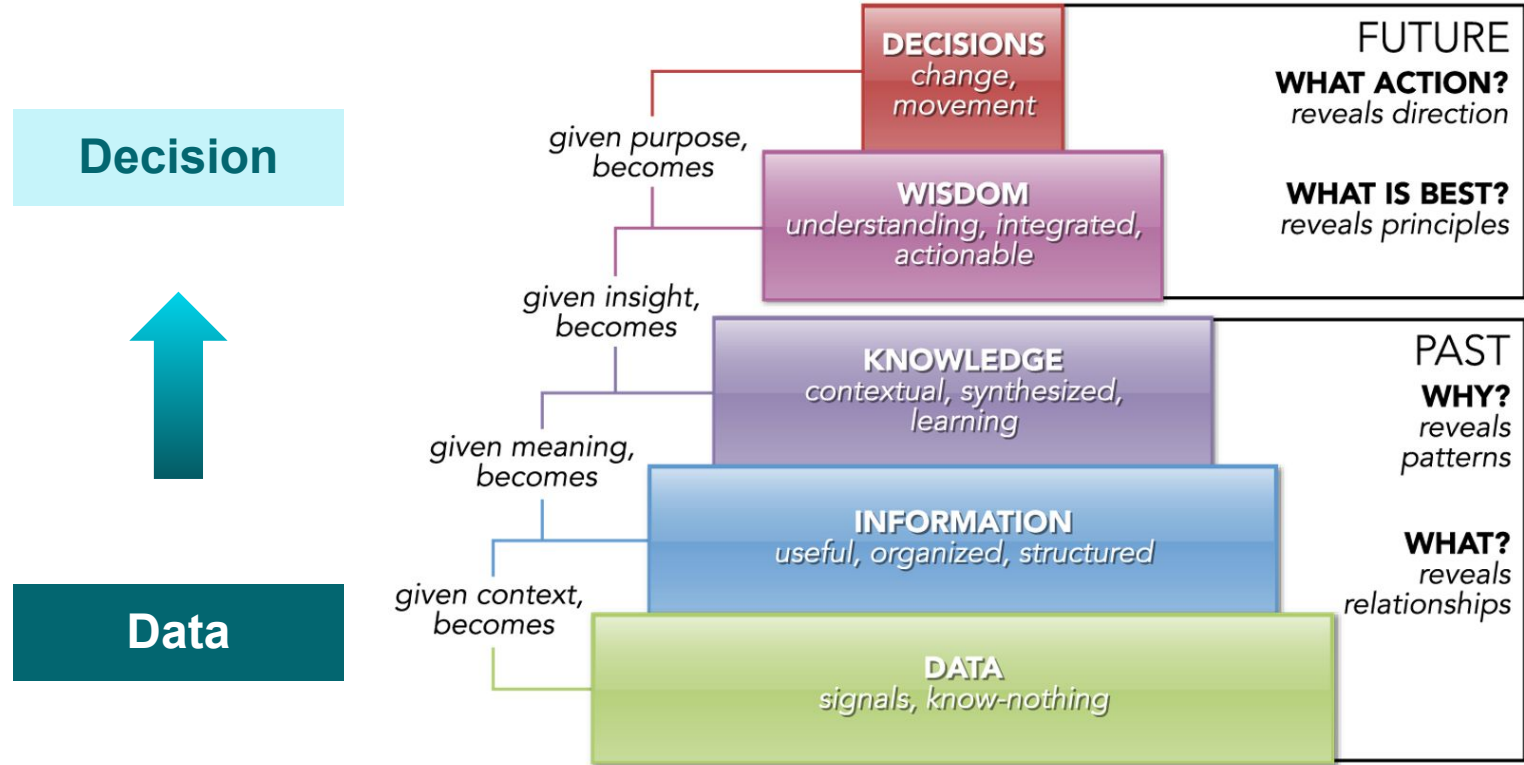 Decision
Data
given purpose,
becomes
given insight,
becomes
given meaning,
becomes
given context,
becomes
DECISIONS
change,
movement
WISDOM
understanding, integrated,
actionable
KNOWLEDGE
contextual, synthesized,
learning
INFORMATION
useful, organized, structured
DATA
signals, know-nothing
FUTURE
WHAT ACTION?
reveals direction
WHAT IS BEST?
reveals principles
PAST
WHY?
reveals
patterns
WHAT?
reveals
relationships